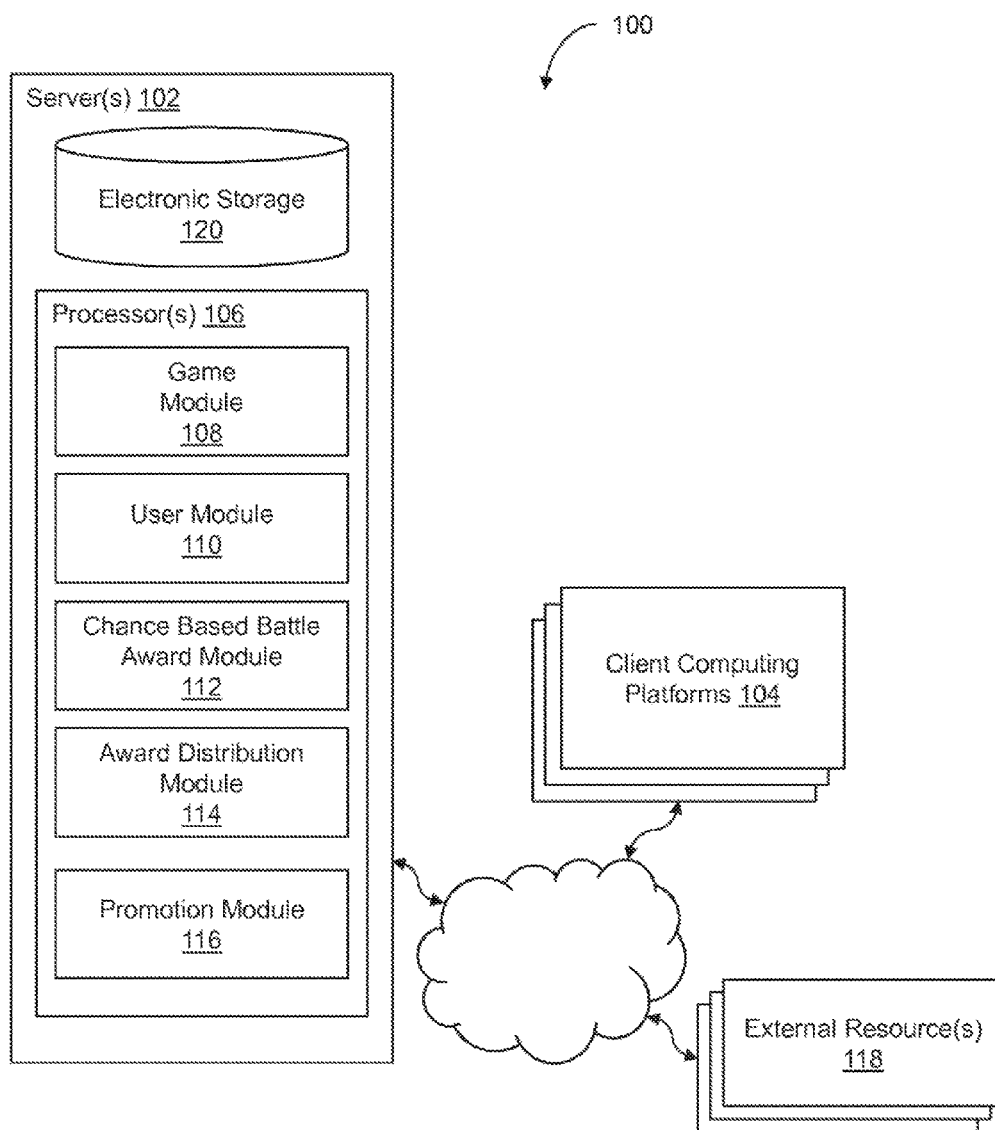 100
Server(s) 102
Electronic Storage
120
Processor(s) 106
Game
Module
108
User Module
110
Chance Based Battle
Award Module
112
Award Distribution
Module
114
Promotion Module
116
Client Computing
Platforms 104
External Resource(s)
118